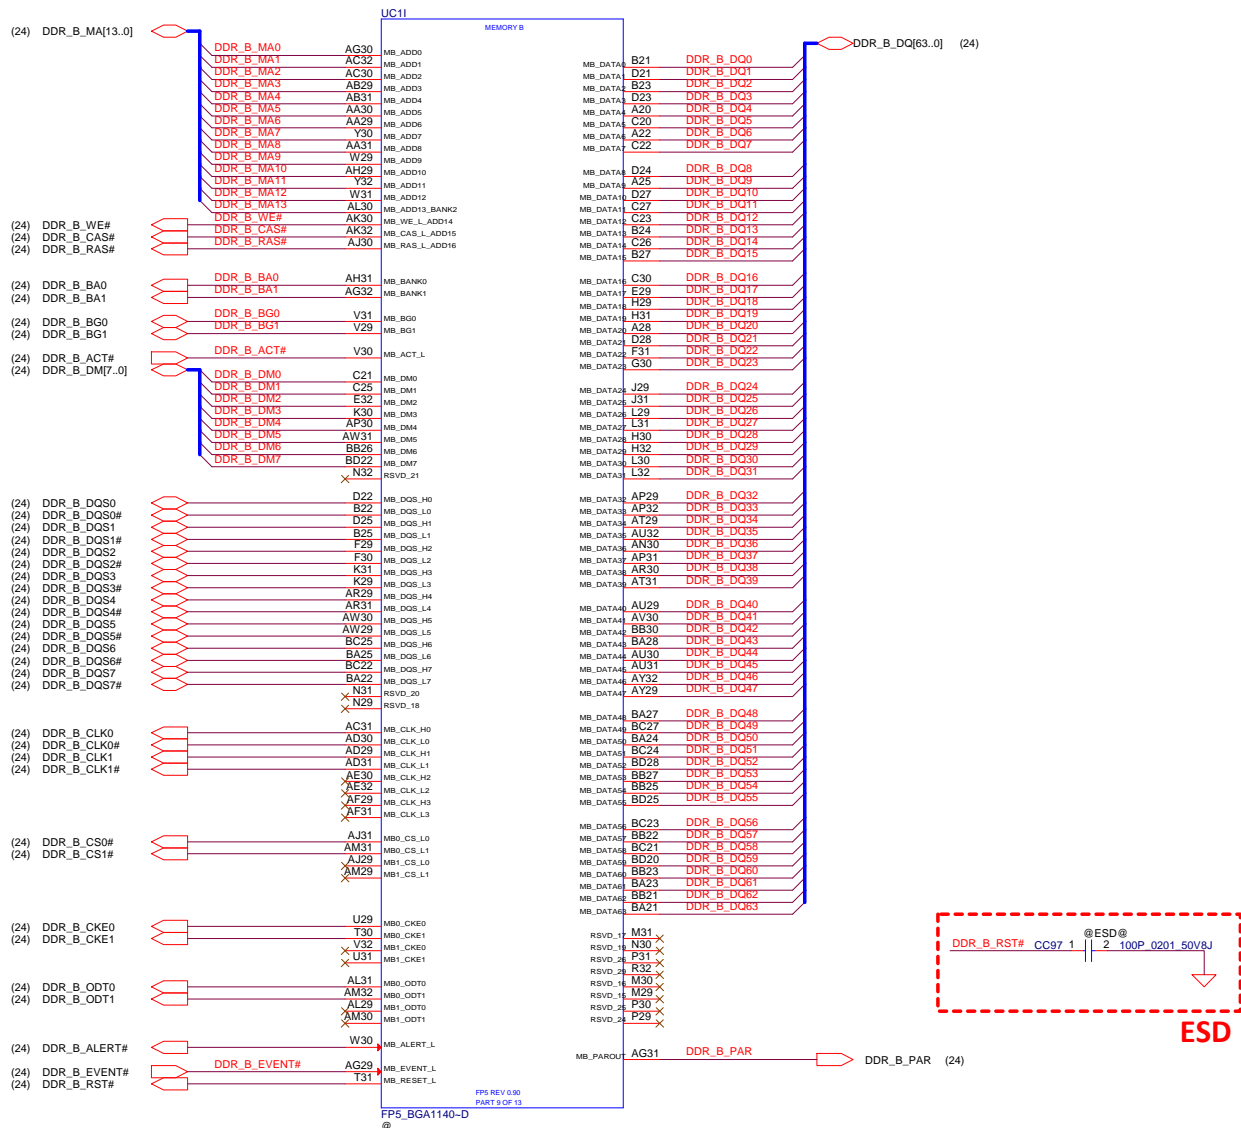 UC1I
MEMORY B
(24) DDR_B_MA[13..0]
DDR_B_DQ[63..0] (24)
DDR_B_MA0 AG30 MB_ADD0
DDR_B_MA1 AC32 MB_ADD1
DDR_B_MA2 AC30 MB_ADD2
DDR_B_MA3 AB29 MB_ADD3
DDR_B_MA4 AB31 MB_ADD4
DDR_B_MA5 AA30 MB_ADD5
DDR_B_MA6 AA29 MB_ADD6
DDR_B_MA7 Y30 MB_ADD7
DDR_B_MA8 AA31 MB_ADD8
DDR_B_MA9 W29 MB_ADD9
DDR_B_MA10 AH29 MB_ADD10
DDR_B_MA11 Y32 MB_ADD11
DDR_B_MA12 W31 MB_ADD12
DDR_B_MA13 AL30 MB_ADD13_BANK2
(24) DDR_B_WE# DDR_B_WE# AK30 MB_WE_L_ADD14
(24) DDR_B_CAS# DDR_B_CAS# AK32 MB_CAS_L_ADD15
(24) DDR_B_RAS# DDR_B_RAS# AJ30 MB_RAS_L_ADD16
(24) DDR_B_BA0 DDR_B_BA0 AH31 MB_BANK0
(24) DDR_B_BA1 DDR_B_BA1 AG32 MB_BANK1
(24) DDR_B_BG0 DDR_B_BG0 V31 MB_BG0
(24) DDR_B_BG1 DDR_B_BG1 V29 MB_BG1
(24) DDR_B_ACT# DDR_B_ACT# V30 MB_ACT_L
(24) DDR_B_DM[7..0]
DDR_B_DM0 C21 MB_DM0
DDR_B_DM1 C25 MB_DM1
DDR_B_DM2 E32 MB_DM2
DDR_B_DM3 K30 MB_DM3
DDR_B_DM4 AP30 MB_DM4
DDR_B_DM5 AW31 MB_DM5
DDR_B_DM6 BB26 MB_DM6
DDR_B_DM7 BD22 MB_DM7
N32 RSVD_21
(24) DDR_B_DQS0 D22 MB_DQS_H0
(24) DDR_B_DQS0# B22 MB_DQS_L0
(24) DDR_B_DQS1 D25 MB_DQS_H1
(24) DDR_B_DQS1# B25 MB_DQS_L1
(24) DDR_B_DQS2 F29 MB_DQS_H2
(24) DDR_B_DQS2# F30 MB_DQS_L2
(24) DDR_B_DQS3 K31 MB_DQS_H3
(24) DDR_B_DQS3# K29 MB_DQS_L3
(24) DDR_B_DQS4 AR29 MB_DQS_H4
(24) DDR_B_DQS4# AR31 MB_DQS_L4
(24) DDR_B_DQS5 AW30 MB_DQS_H5
(24) DDR_B_DQS5# AW29 MB_DQS_L5
(24) DDR_B_DQS6 BC25 MB_DQS_H6
(24) DDR_B_DQS6# BA25 MB_DQS_L6
(24) DDR_B_DQS7 BC22 MB_DQS_H7
(24) DDR_B_DQS7# BA22 MB_DQS_L7
N31 RSVD_20
N29 RSVD_18
(24) DDR_B_CLK0 AC31 MB_CLK_H0
(24) DDR_B_CLK0# AD30 MB_CLK_L0
(24) DDR_B_CLK1 AD29 MB_CLK_H1
(24) DDR_B_CLK1# AD31 MB_CLK_L1
AE30 MB_CLK_H2
AE32 MB_CLK_L2
AF29 MB_CLK_H3
AF31 MB_CLK_L3
(24) DDR_B_CS0# AJ31 MB0_CS_L0
(24) DDR_B_CS1# AM31 MB0_CS_L1
AJ29 MB1_CS_L0
AM29 MB1_CS_L1
(24) DDR_B_CKE0 U29 MB0_CKE0
(24) DDR_B_CKE1 T30 MB0_CKE1
V32 MB1_CKE0
U31 MB1_CKE1
(24) DDR_B_ODT0 AL31 MB0_ODT0
(24) DDR_B_ODT1 AM32 MB0_ODT1
AL29 MB1_ODT0
AM30 MB1_ODT1
(24) DDR_B_ALERT# W30 MB_ALERT_L
(24) DDR_B_EVENT# DDR_B_EVENT# AG29 MB_EVENT_L
(24) DDR_B_RST# T31 MB_RESET_L
MB_DATA0 B21 DDR_B_DQ0
MB_DATA1 D21 DDR_B_DQ1
MB_DATA2 B23 DDR_B_DQ2
MB_DATA3 D23 DDR_B_DQ3
MB_DATA4 A20 DDR_B_DQ4
MB_DATA5 C20 DDR_B_DQ5
MB_DATA6 A22 DDR_B_DQ6
MB_DATA7 C22 DDR_B_DQ7
MB_DATA8 D24 DDR_B_DQ8
MB_DATA9 A25 DDR_B_DQ9
MB_DATA10 D27 DDR_B_DQ10
MB_DATA11 C27 DDR_B_DQ11
MB_DATA12 C23 DDR_B_DQ12
MB_DATA13 B24 DDR_B_DQ13
MB_DATA14 C26 DDR_B_DQ14
MB_DATA15 B27 DDR_B_DQ15
MB_DATA16 C30 DDR_B_DQ16
MB_DATA17 E29 DDR_B_DQ17
MB_DATA18 H29 DDR_B_DQ18
MB_DATA19 H31 DDR_B_DQ19
MB_DATA20 A28 DDR_B_DQ20
MB_DATA21 D28 DDR_B_DQ21
MB_DATA22 F31 DDR_B_DQ22
MB_DATA23 G30 DDR_B_DQ23
MB_DATA24 J29 DDR_B_DQ24
MB_DATA25 J31 DDR_B_DQ25
MB_DATA26 L29 DDR_B_DQ26
MB_DATA27 L31 DDR_B_DQ27
MB_DATA28 H30 DDR_B_DQ28
MB_DATA29 H32 DDR_B_DQ29
MB_DATA30 L30 DDR_B_DQ30
MB_DATA31 L32 DDR_B_DQ31
MB_DATA32 AP29 DDR_B_DQ32
MB_DATA33 AP32 DDR_B_DQ33
MB_DATA34 AT29 DDR_B_DQ34
MB_DATA35 AU32 DDR_B_DQ35
MB_DATA36 AN30 DDR_B_DQ36
MB_DATA37 AP31 DDR_B_DQ37
MB_DATA38 AR30 DDR_B_DQ38
MB_DATA39 AT31 DDR_B_DQ39
MB_DATA40 AU29 DDR_B_DQ40
MB_DATA41 AV30 DDR_B_DQ41
MB_DATA42 BB30 DDR_B_DQ42
MB_DATA43 BA28 DDR_B_DQ43
MB_DATA44 AU30 DDR_B_DQ44
MB_DATA45 AU31 DDR_B_DQ45
MB_DATA46 AY32 DDR_B_DQ46
MB_DATA47 AY29 DDR_B_DQ47
MB_DATA48 BA27 DDR_B_DQ48
MB_DATA49 BC27 DDR_B_DQ49
MB_DATA50 BA24 DDR_B_DQ50
MB_DATA51 BC24 DDR_B_DQ51
MB_DATA52 BD28 DDR_B_DQ52
MB_DATA53 BB27 DDR_B_DQ53
MB_DATA54 BB25 DDR_B_DQ54
MB_DATA55 BD25 DDR_B_DQ55
MB_DATA56 BC23 DDR_B_DQ56
MB_DATA57 BB22 DDR_B_DQ57
MB_DATA58 BC21 DDR_B_DQ58
MB_DATA59 BD20 DDR_B_DQ59
MB_DATA60 BB23 DDR_B_DQ60
MB_DATA61 BA23 DDR_B_DQ61
MB_DATA62 BB21 DDR_B_DQ62
MB_DATA63 BA21 DDR_B_DQ63
RSVD_17 M31
RSVD_19 N30
RSVD_26 P31
RSVD_29 R32
RSVD_16 M30
RSVD_15 M29
RSVD_25 P30
RSVD_24 P29
MB_PAROUT AG31 DDR_B_PAR DDR_B_PAR (24)
FP5 REV 0.90
PART 9 OF 13
FP5_BGA1140~D
@
@ESD@
DDR_B_RST# CC97 1 2 100P_0201_50V8J
ESD